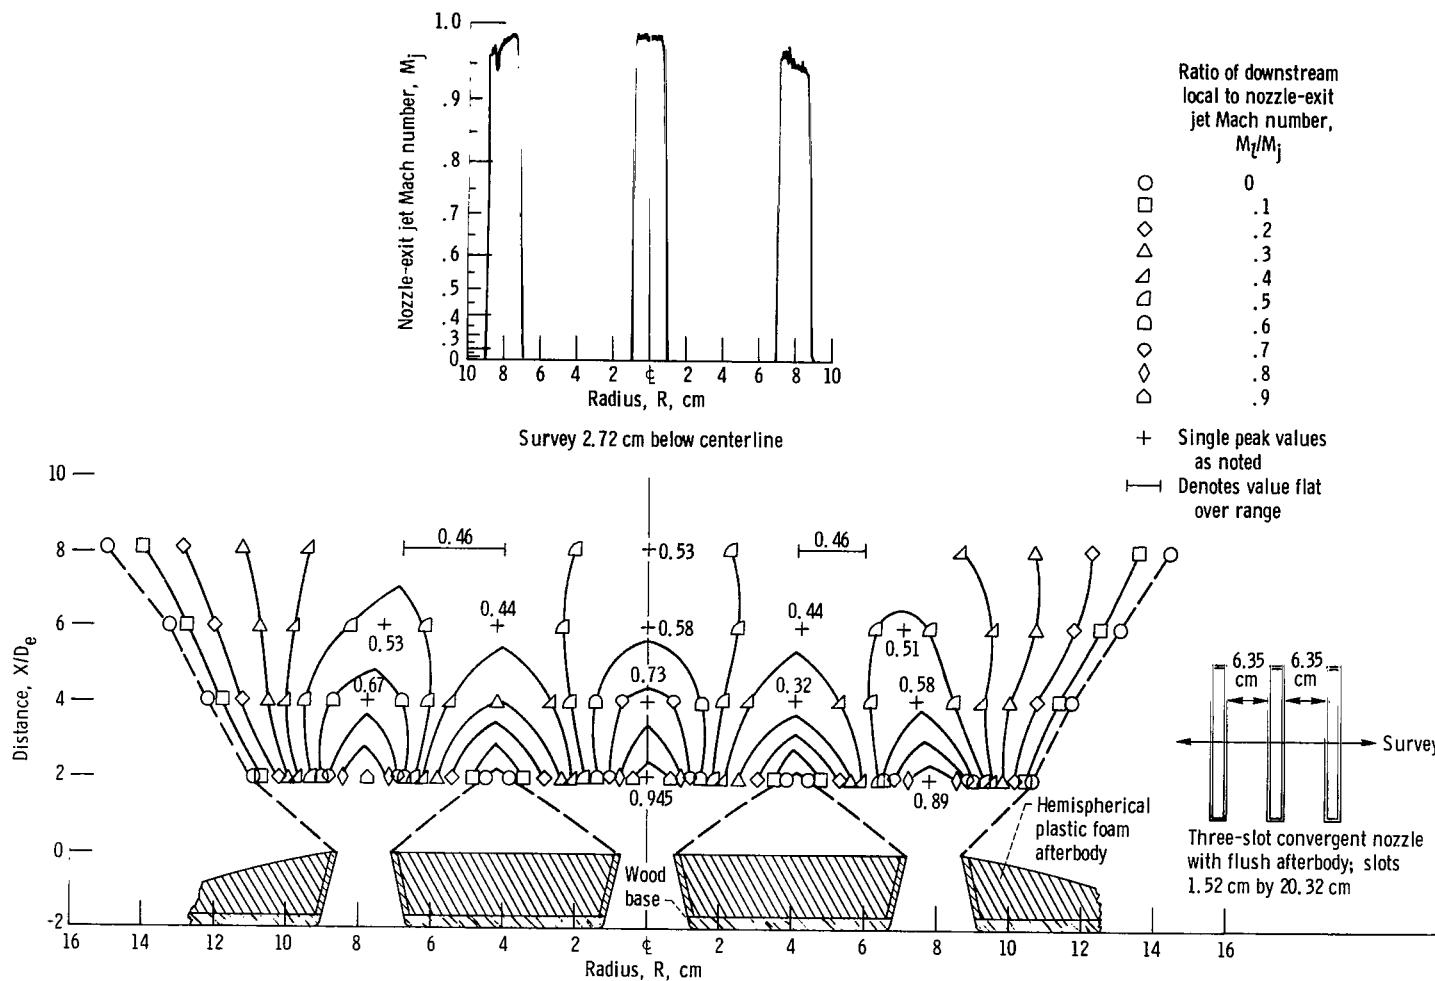 1.0
.9
.8
.7
.6
.5
.4
.3
0
Nozzle-exit jet Mach number, Mj
10 8 6 4 2 ℄ 2 4 6 8 10
Radius, R, cm
Survey 2.72 cm below centerline
Ratio of downstream
local to nozzle-exit
jet Mach number,
Ml/Mj
0
.1
.2
.3
.4
.5
.6
.7
.8
.9
Single peak values
as noted
Denotes value flat
over range
10
8
6
4
2
0
-2
Distance, X/De
0.46
0.53
0.46
0.44
0.53
0.58
0.44
0.51
0.67
0.73
0.32
0.58
0.945
0.89
Wood
base
Hemispherical
plastic foam
afterbody
16 14 12 10 8 6 4 2 ℄ 2 4 6 8 10 12 14 16
Radius, R, cm
6.35
cm
6.35
cm
Survey
Three-slot convergent nozzle
with flush afterbody; slots
1.52 cm by 20.32 cm